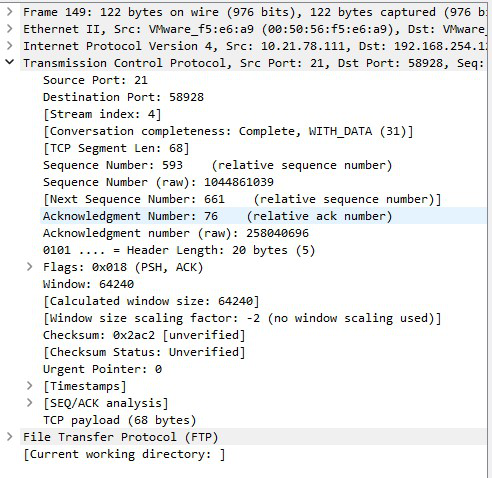 Frame 149: 122 bytes on wire (976 bits), 122 bytes captured (976 b
Ethernet II, Src: VMware_f5:e6:a9 (00:50:56:f5:e6:a9), Dst: VMware_
Internet Protocol Version 4, Src: 10.21.78.111, Dst: 192.168.254.1
Transmission Control Protocol, Src Port: 21, Dst Port: 58928, Seq:
Source Port: 21
Destination Port: 58928
[Stream index: 4]
[Conversation completeness: Complete, WITH_DATA (31)]
[TCP Segment Len: 68]
Sequence Number: 593    (relative sequence number)
Sequence Number (raw): 1044861039
[Next Sequence Number: 661    (relative sequence number)]
Acknowledgment Number: 76    (relative ack number)
Acknowledgment number (raw): 258040696
0101 .... = Header Length: 20 bytes (5)
Flags: 0x018 (PSH, ACK)
Window: 64240
[Calculated window size: 64240]
[Window size scaling factor: -2 (no window scaling used)]
Checksum: 0x2ac2 [unverified]
[Checksum Status: Unverified]
Urgent Pointer: 0
[Timestamps]
[SEQ/ACK analysis]
TCP payload (68 bytes)
File Transfer Protocol (FTP)
[Current working directory: ]